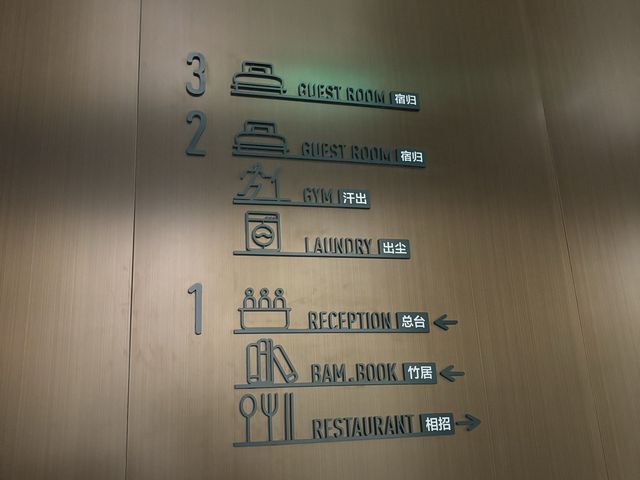 3 GUEST ROOM 宿归
2 GUEST ROOM 宿归
GYM 汗出
LAUNDRY 出尘
1 RECEPTION 总台
BAM.BOOK 竹居
RESTAURANT 相招